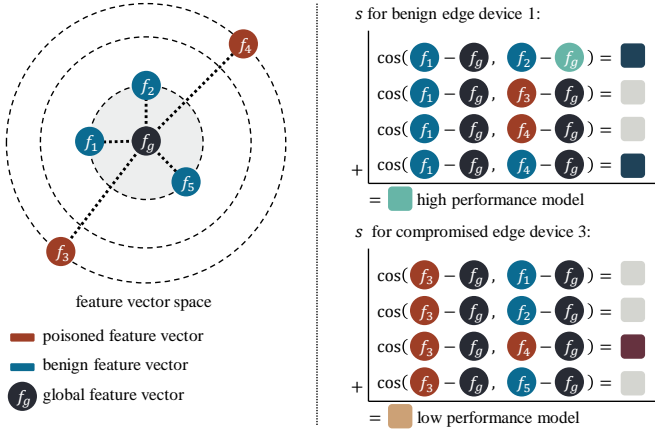 f4
f2
f1
fg
f5
f3
feature vector space
poisoned feature vector
benign feature vector
fg global feature vector
s for benign edge device 1:
cos(f1 − fg, f2 − fg) =
cos(f1 − fg, f3 − fg) =
cos(f1 − fg, f4 − fg) =
+ cos(f1 − fg, f4 − fg) =
= high performance model
s for compromised edge device 3:
cos(f3 − fg, f1 − fg) =
cos(f3 − fg, f2 − fg) =
cos(f3 − fg, f4 − fg) =
+ cos(f3 − fg, f5 − fg) =
= low performance model